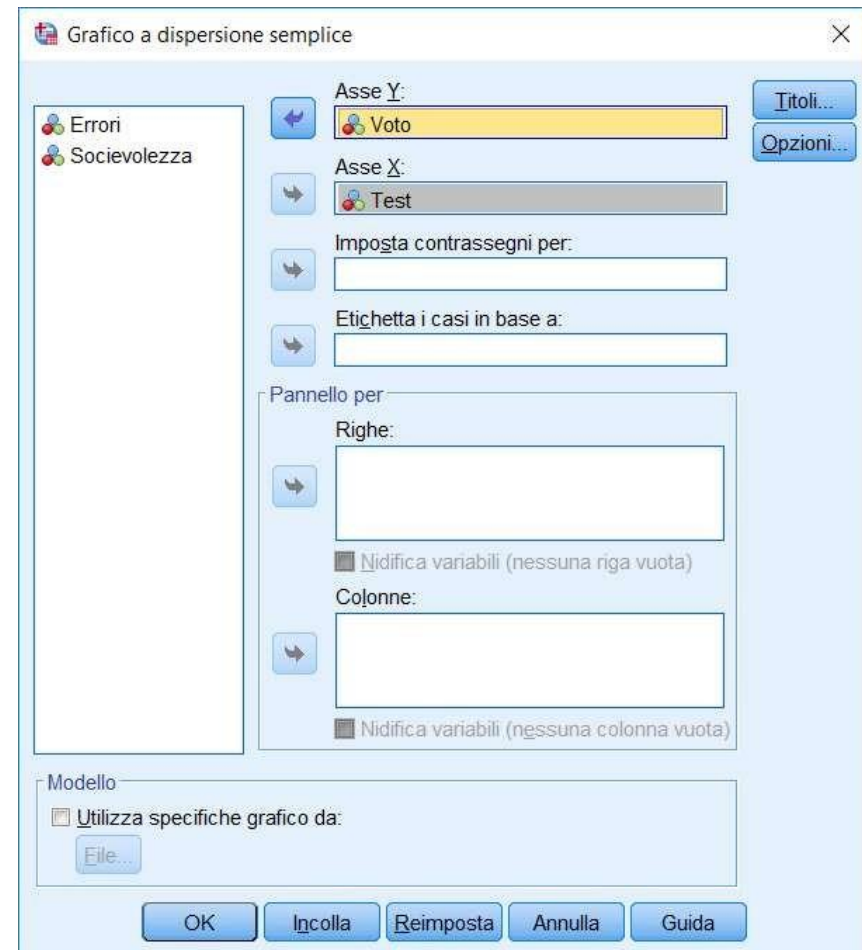 Grafico a dispersione semplice
Errori
Socievolezza
Asse Y:
Voto
Asse X:
Test
Imposta contrassegni per:
Etichetta i casi in base a:
Titoli...
Opzioni...
Pannello per
Righe:
Nidifica variabili (nessuna riga vuota)
Colonne:
Nidifica variabili (nessuna colonna vuota)
Modello
Utilizza specifiche grafico da:
File...
OK
Incolla
Reimposta
Annulla
Guida